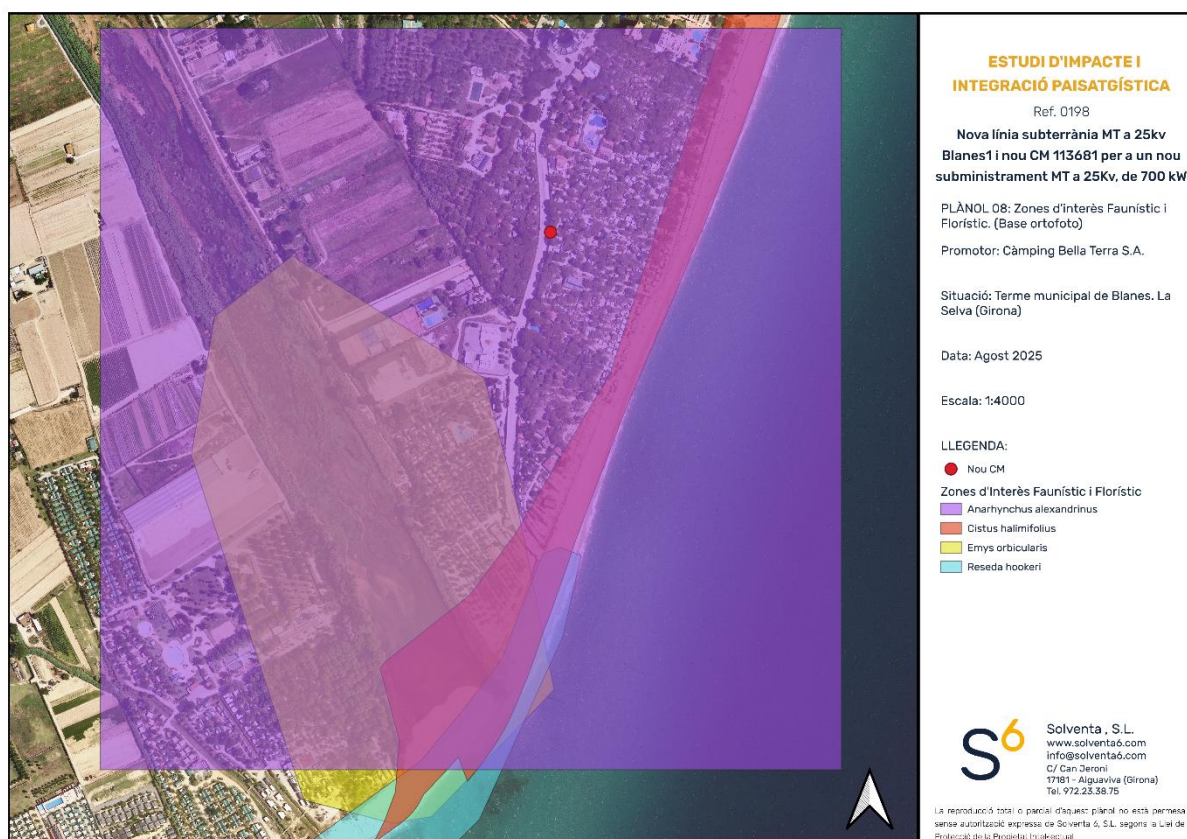 ESTUDI D'IMPACTE I
INTEGRACIÓ PAISATGÍSTICA
Ref. 0198
Nova línia subterrània MT a 25kv
Blanes1 i nou CM 113681 per a un nou
subministrament MT a 25Kv, de 700 kW
PLÀNOL 08: Zones d'interès Faunístic i
Florístic. (Base ortofoto)
Promotor: Càmping Bella Terra S.A.
Situació: Terme municipal de Blanes. La
Selva (Girona)
Data: Agost 2025
Escala: 1:4000
LLEGENDA:
Nou CM
Zones d'Interès Faunístic i Florístic
Anarhynchus alexandrinus
Cistus halimifolius
Emys orbicularis
Reseda hookeri
S6
Solventa , S.L.
www.solventa6.com
info@solventa6.com
C/ Can Jeroni
17181 - Aiguaviva (Girona)
Tel. 972.23.38.75
La reproducció total o parcial d'aquest plànol no està permesa
sense autorització expressa de Solventa 6, S.L. segons la Llei de
Protecció de la Propietat Intel·lectual